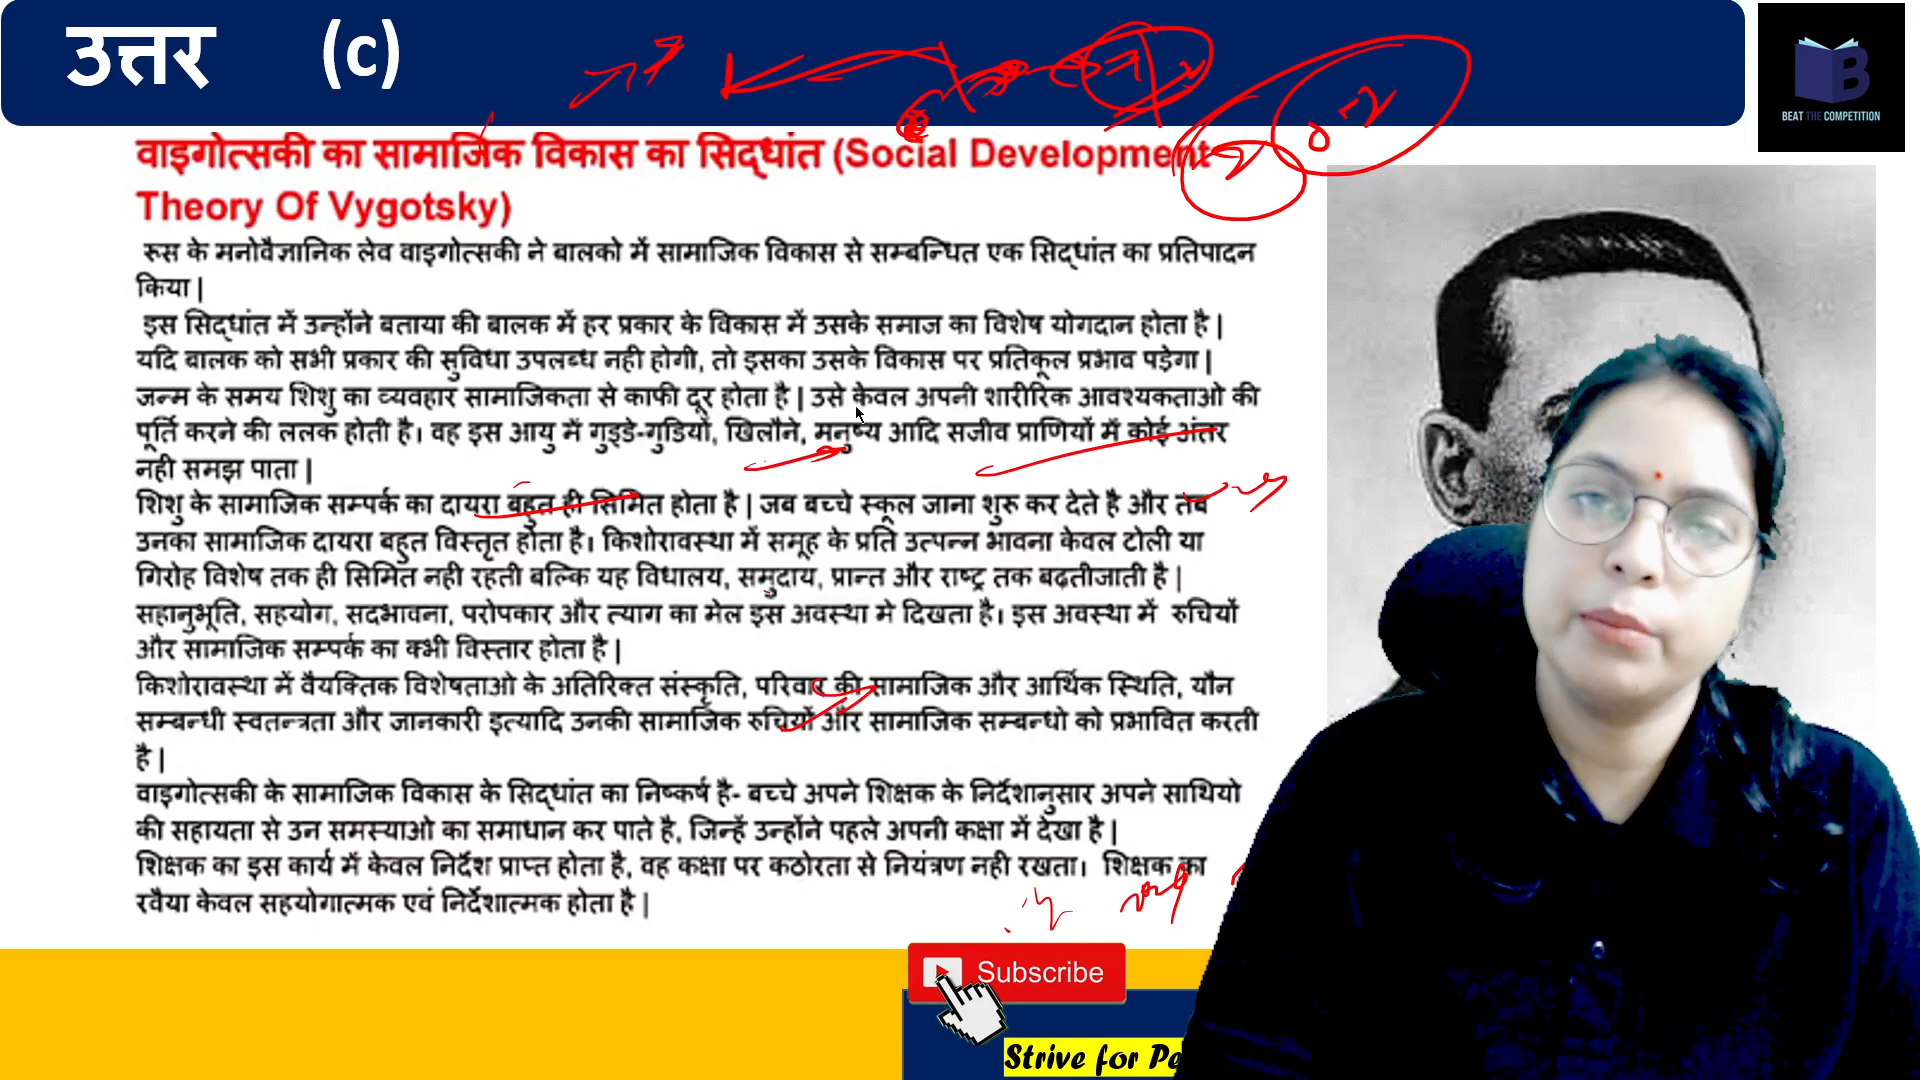 उत्तर (c)
BEAT THE COMPETITION
वाइगोत्सकी का सामाजिक विकास का सिद्धांत (Social Development
Theory Of Vygotsky)
रूस के मनोवैज्ञानिक लेव वाइगोत्सकी ने बालको में सामाजिक विकास से सम्बन्धित एक सिद्धांत का प्रतिपादन
किया |
इस सिद्धांत में उन्होंने बताया की बालक में हर प्रकार के विकास में उसके समाज का विशेष योगदान होता है |
यदि बालक को सभी प्रकार की सुविधा उपलब्ध नही होगी, तो इसका उसके विकास पर प्रतिकूल प्रभाव पड़ेगा |
जन्म के समय शिशु का व्यवहार सामाजिकता से काफी दूर होता है | उसे केवल अपनी शारीरिक आवश्यकताओ की
पूर्ति करने की ललक होती है। वह इस आयु में गुड्डे-गुडियों, खिलौने, मनुष्य आदि सजीव प्राणियों में कोई अंतर
नही समझ पाता |
शिशु के सामाजिक सम्पर्क का दायरा बहुत ही सिमित होता है | जब बच्चे स्कूल जाना शुरू कर देते है और तब
उनका सामाजिक दायरा बहुत विस्तृत होता है। किशोरावस्था में समूह के प्रति उत्पन्न भावना केवल टोली या
गिरोह विशेष तक ही सिमित नही रहती बल्कि यह विधालय, समुदाय, प्रान्त और राष्ट्र तक बढ़तीजाती है |
सहानुभूति, सहयोग, सदभावना, परोपकार और त्याग का मेल इस अवस्था मे दिखता है। इस अवस्था में रुचियों
और सामाजिक सम्पर्क का क्भी विस्तार होता है |
किशोरावस्था में वैयक्तिक विशेषताओ के अतिरिक्त संस्कृति, परिवार की सामाजिक और आर्थिक स्थिति, यौन
सम्बन्धी स्वतन्त्रता और जानकारी इत्यादि उनकी सामाजिक रुचियों और सामाजिक सम्बन्धो को प्रभावित करती
है |
वाइगोत्सकी के सामाजिक विकास के सिद्धांत का निष्कर्ष है- बच्चे अपने शिक्षक के निर्देशानुसार अपने साथियो
की सहायता से उन समस्याओ का समाधान कर पाते है, जिन्हें उन्होंने पहले अपनी कक्षा में देखा है |
शिक्षक का इस कार्य में केवल निर्देश प्राप्त होता है, वह कक्षा पर कठोरता से नियंत्रण नही रखता। शिक्षक का
रवैया केवल सहयोगात्मक एवं निर्देशात्मक होता है |
Subscribe
Strive for Pe